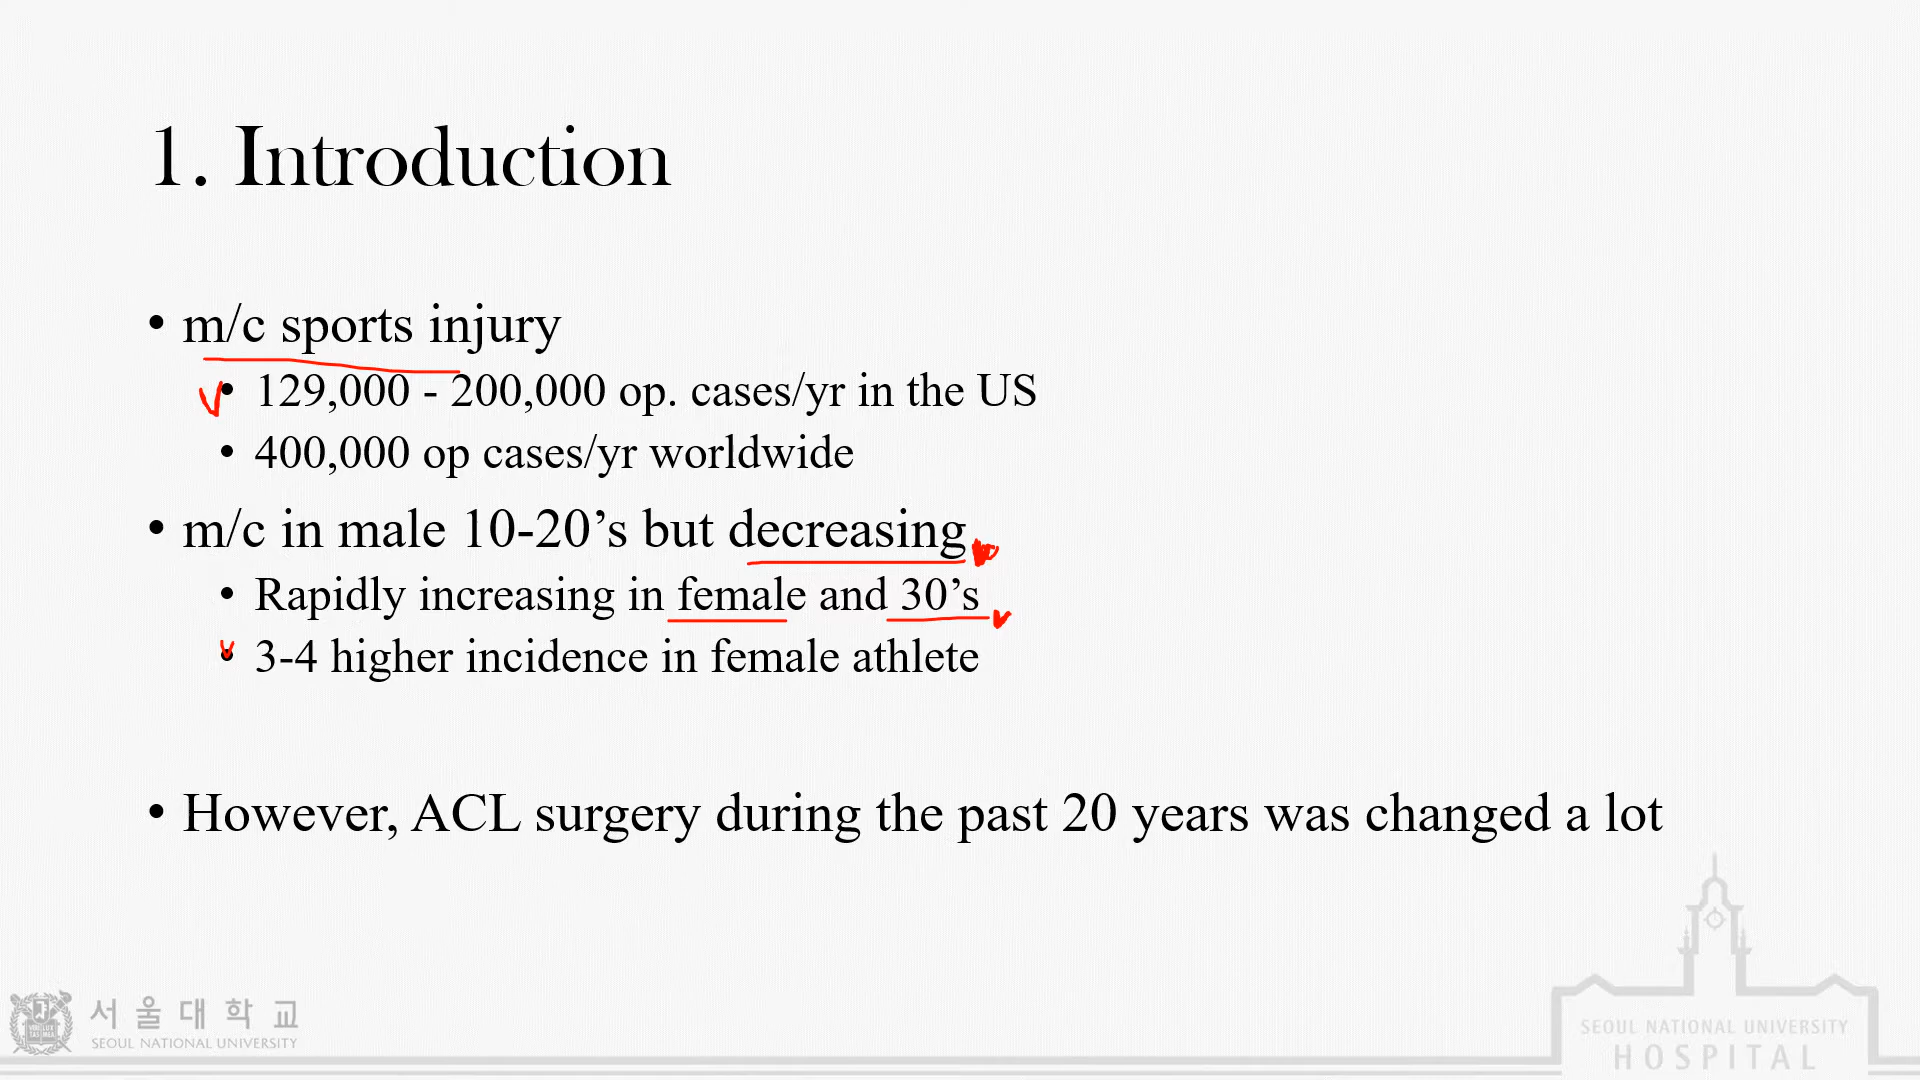 1. Introduction
• m/c sports injury
• 129,000 - 200,000 op. cases/yr in the US
• 400,000 op cases/yr worldwide
• m/c in male 10-20’s but decreasing
• Rapidly increasing in female and 30’s
• 3-4 higher incidence in female athlete
• However, ACL surgery during the past 20 years was changed a lot
서울대학교
SEOUL NATIONAL UNIVERSITY
SEOUL NATIONAL UNIVERSITY
HOSPITAL